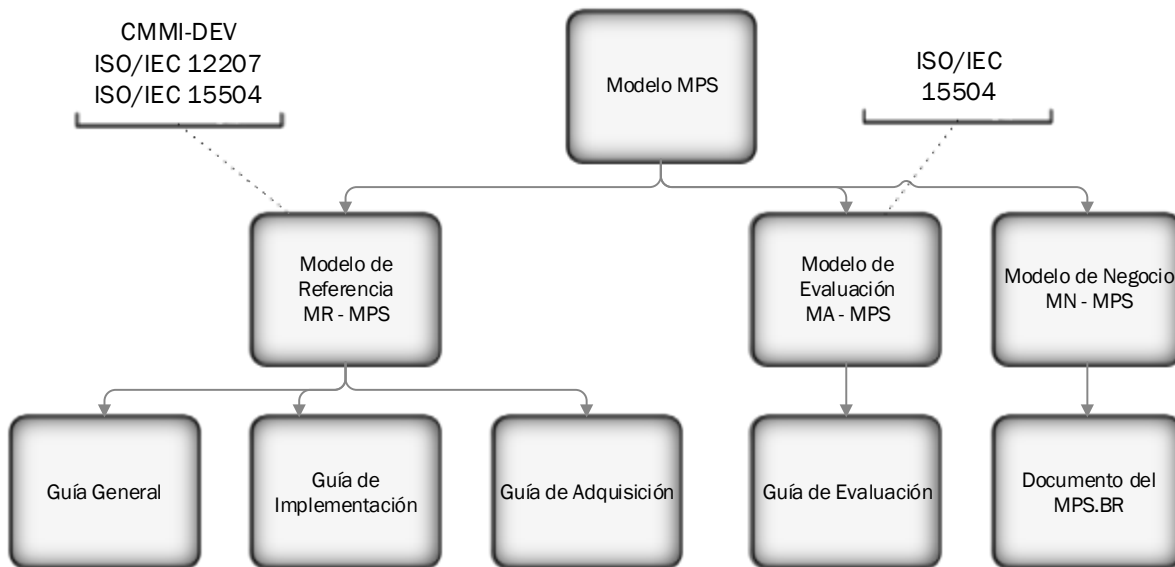 CMMI-DEV
ISO/IEC 12207
ISO/IEC 15504
Modelo MPS
ISO/IEC
15504
Modelo de
Referencia
MR - MPS
Modelo de
Evaluación
MA - MPS
Modelo de Negocio
MN - MPS
Guía General
Guía de
Implementación
Guía de Adquisición
Guía de Evaluación
Documento del
MPS.BR